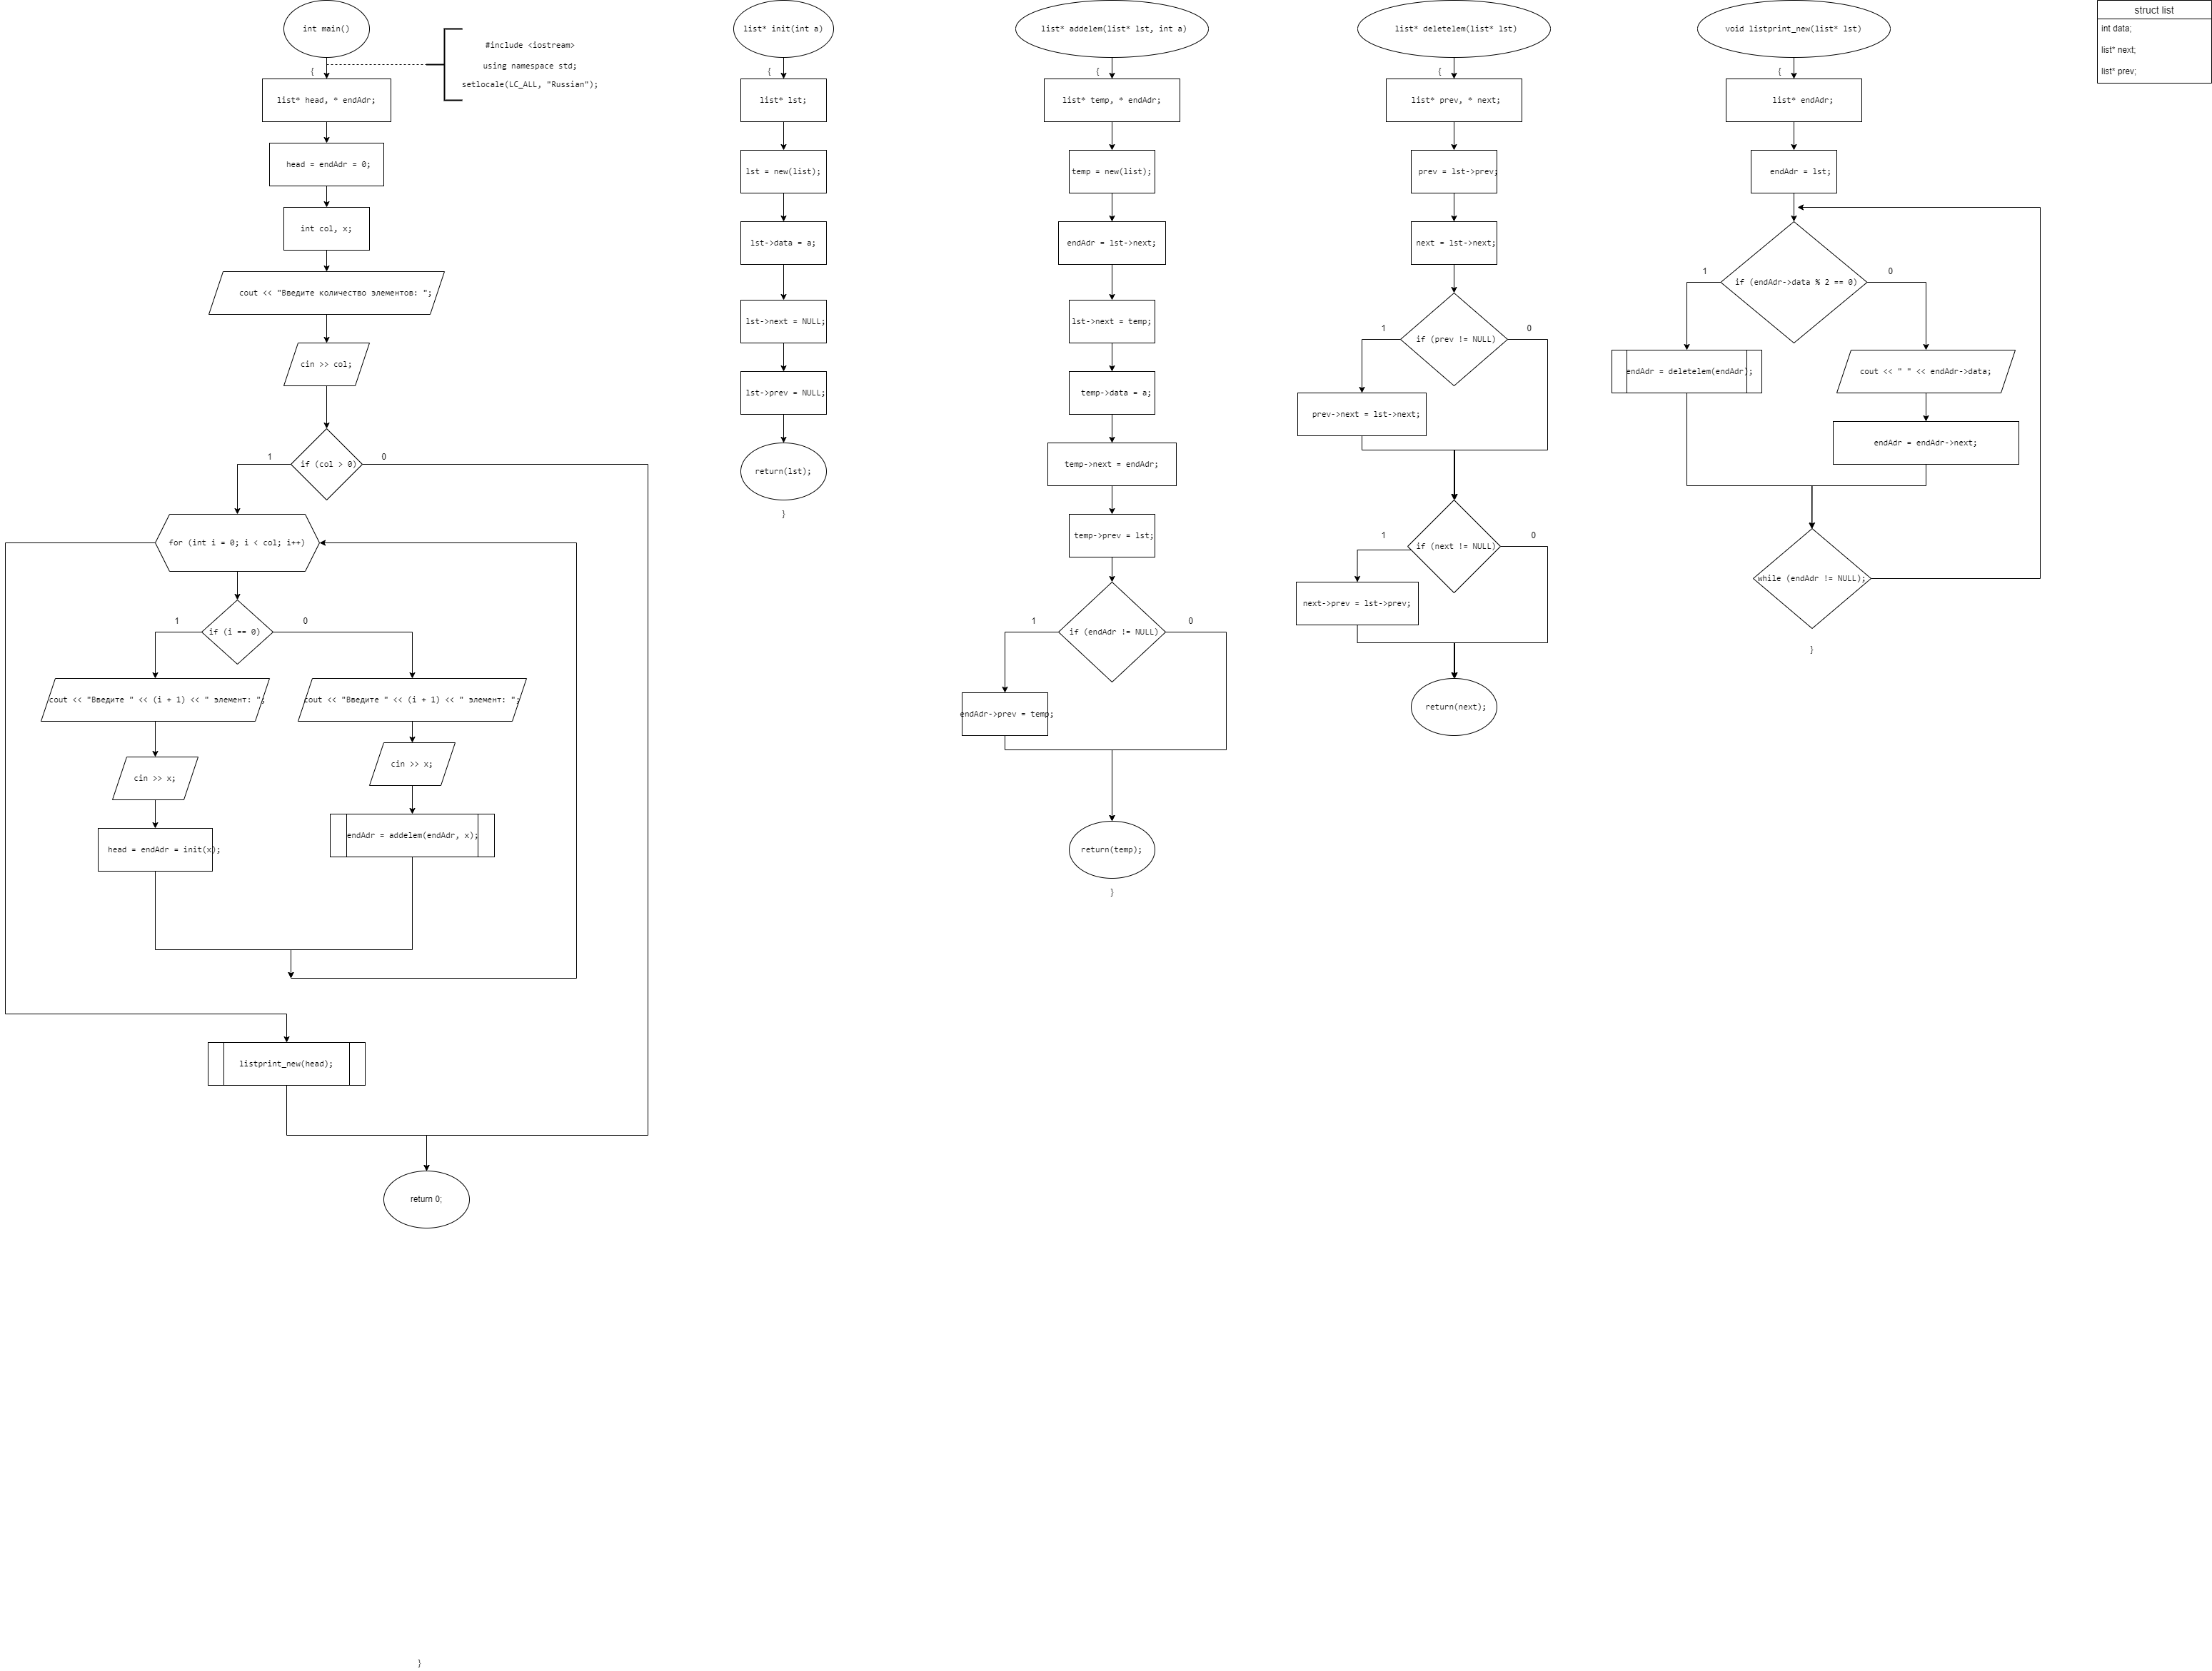 int main()
#include <iostream>
using namespace std;
setlocale(LC_ALL, "Russian");
{
list* head, * endAdr;
head = endAdr = 0;
int col, x;
cout << "Введите количество элементов: ";
cin >> col;
if (col > 0)
1
0
for (int i = 0; i < col; i++)
if (i == 0)
1
0
cout << "Введите " << (i + 1) << " элемент: ";
cin >> x;
head = endAdr = init(x);
cout << "Введите " << (i + 1) << " элемент: ";
cin >> x;
endAdr = addelem(endAdr, x);
listprint_new(head);
return 0;
}
list* init(int a)
{
list* lst;
lst = new(list);
lst->data = a;
lst->next = NULL;
lst->prev = NULL;
return(lst);
}
list* addelem(list* lst, int a)
{
list* temp, * endAdr;
temp = new(list);
endAdr = lst->next;
lst->next = temp;
temp->data = a;
temp->next = endAdr;
temp->prev = lst;
if (endAdr != NULL)
1
0
endAdr->prev = temp;
return(temp);
}
list* deletelem(list* lst)
{
list* prev, * next;
prev = lst->prev;
next = lst->next;
if (prev != NULL)
1
0
prev->next = lst->next;
if (next != NULL)
1
0
next->prev = lst->prev;
return(next);
void listprint_new(list* lst)
{
list* endAdr;
endAdr = lst;
if (endAdr->data % 2 == 0)
1
0
endAdr = deletelem(endAdr);
cout << " " << endAdr->data;
endAdr = endAdr->next;
while (endAdr != NULL);
}
struct list
int data;
list* next;
list* prev;